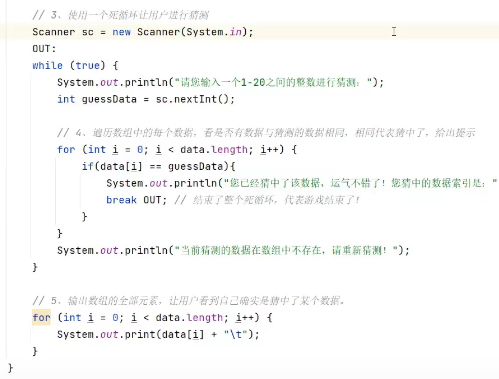 // 3、使用一个死循环让用户进行猜测
Scanner sc = new Scanner(System.in);
OUT:
while (true) {
System.out.println("请您输入一个1-20之间的整数进行猜测：");
int guessData = sc.nextInt();
// 4、遍历数组中的每个数据，看是否有数据与猜测的数据相同，相同代表猜中了，给出提示
for (int i = 0; i < data.length; i++) {
if(data[i] == guessData){
System.out.println("您已经猜中了该数据，运气不错了！您猜中的数据索引是：" 
break OUT; // 结束了整个死循环，代表游戏结束了！
}
}
System.out.println("当前猜测的数据在数组中不存在，请重新猜测！");
}
// 5、输出数组的全部元素，让用户看到自己确实是猜中了某个数据。
for (int i = 0; i < data.length; i++) {
System.out.print(data[i] + "\t");
}
}